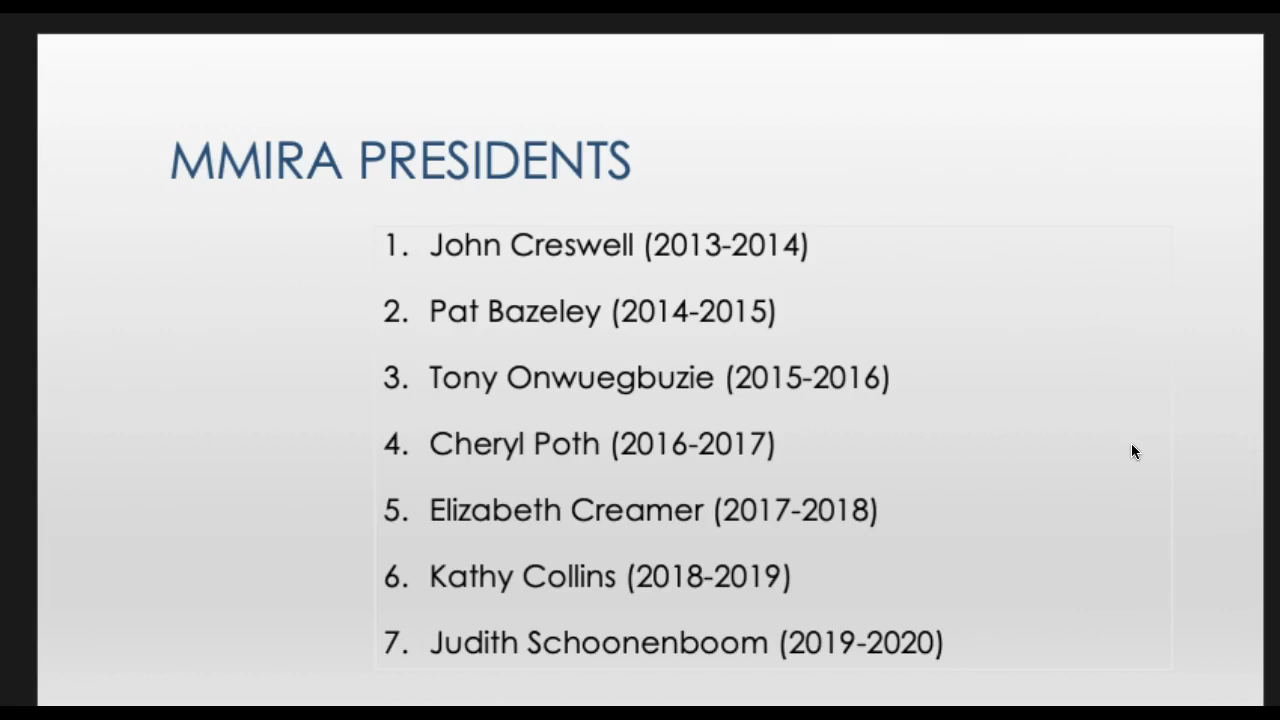 MMIRA PRESIDENTS
1. John Creswell (2013-2014)
2. Pat Bazeley (2014-2015)
3. Tony Onwuegbuzie (2015-2016)
4. Cheryl Poth (2016-2017)
5. Elizabeth Creamer (2017-2018)
6. Kathy Collins (2018-2019)
7. Judith Schoonenboom (2019-2020)